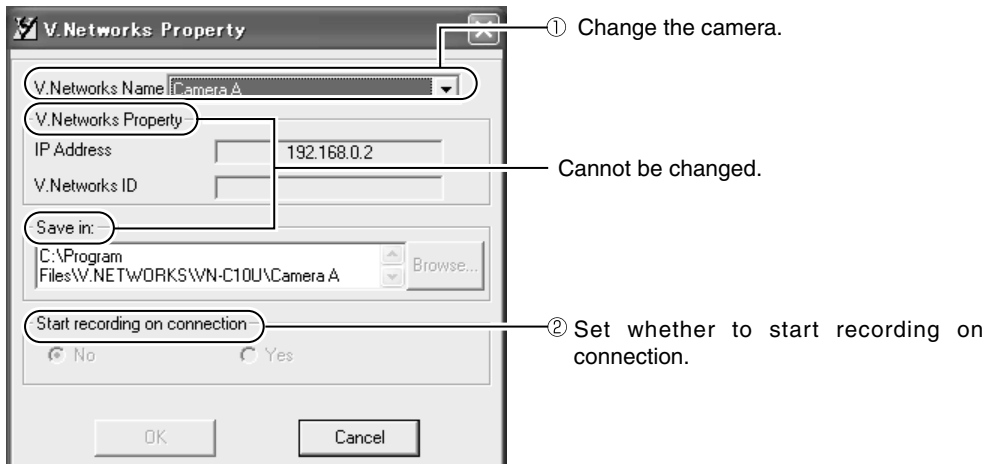 V.Networks Property
① Change the camera.
V.Networks Name Camera A
V.Networks Property
IP Address 192.168.0.2
Cannot be changed.
V.Networks ID
Save in:
C:\Program
Files\V.NETWORKS\VN-C10U\Camera A
Browse...
Start recording on connection
② Set whether to start recording on
connection.
No Yes
OK Cancel